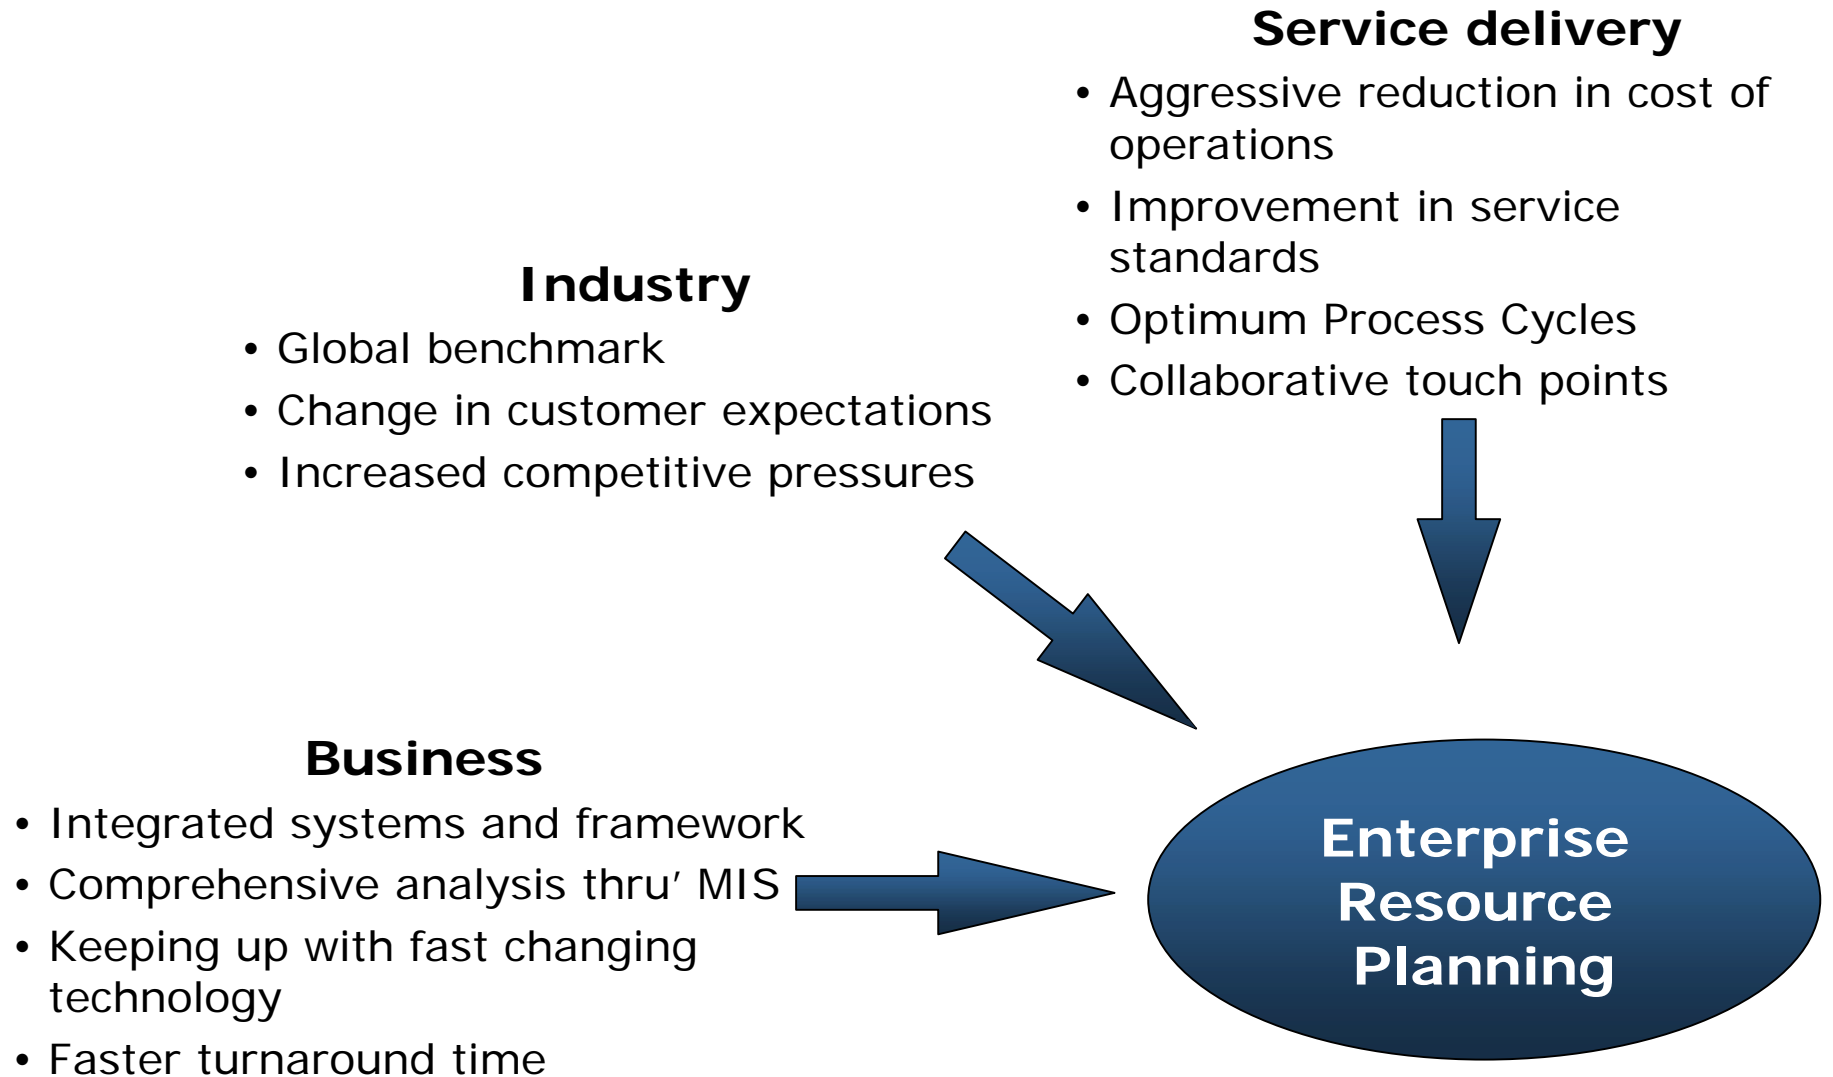 Service delivery
• Aggressive reduction in cost of
operations
• Improvement in service
standards
• Optimum Process Cycles
• Collaborative touch points
Industry
• Global benchmark
• Change in customer expectations
• Increased competitive pressures
Business
• Integrated systems and framework
• Comprehensive analysis thru’ MIS
• Keeping up with fast changing
technology
• Faster turnaround time
Enterprise
Resource
Planning